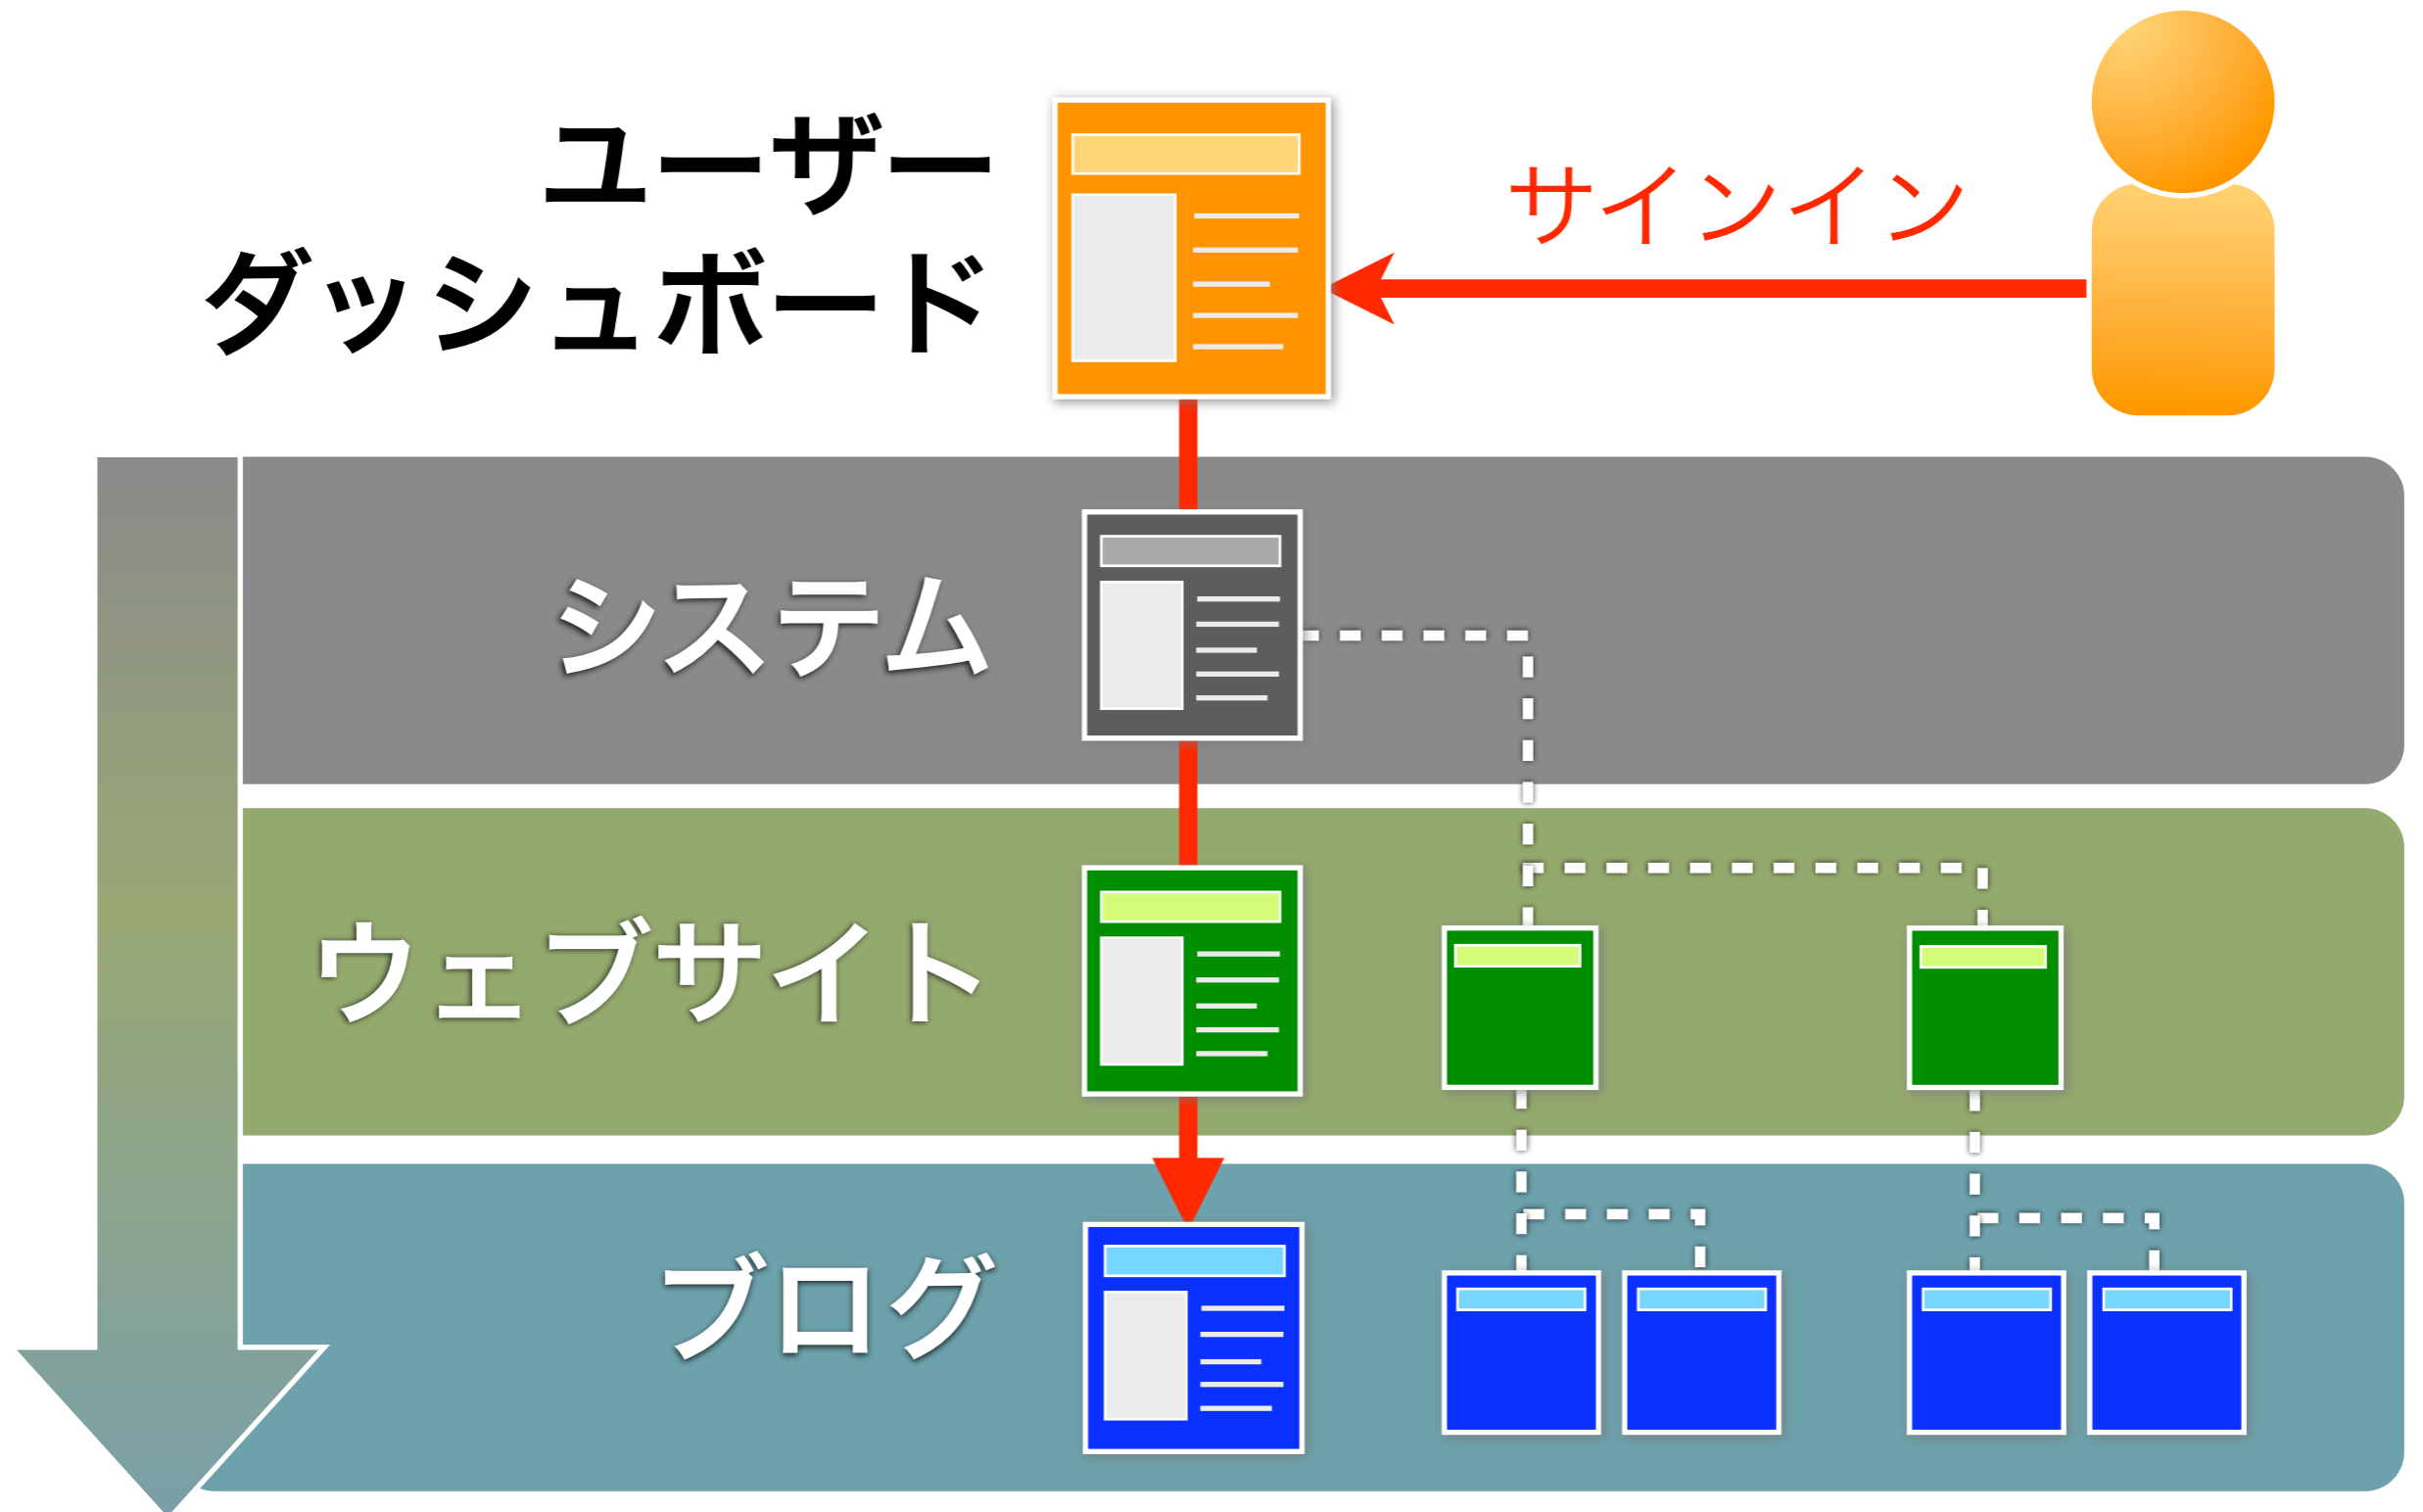 ユーザー
ダッシュボード
サインイン
システム
ウェブサイト
ブログ